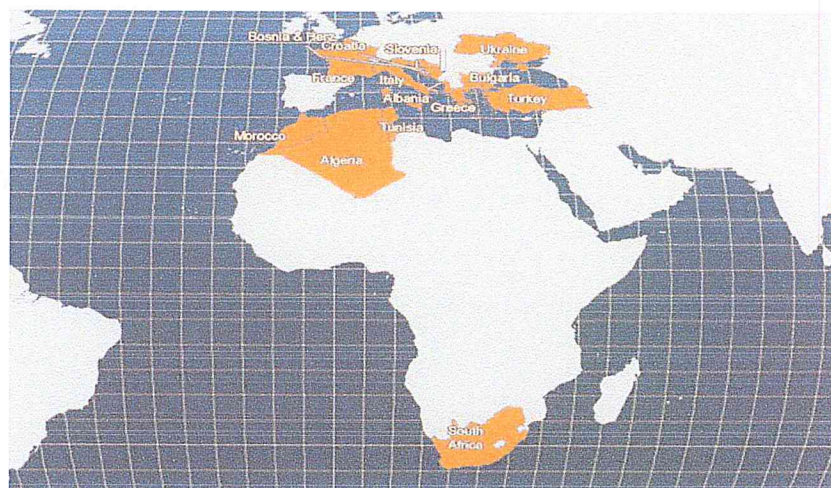 Bosnia & Herz
Croatia
Slovenia
Ukraine
France
Italy
Bulgaria
Albania
Greece
Turkey
Tunisia
Morocco
Algeria
South
Africa